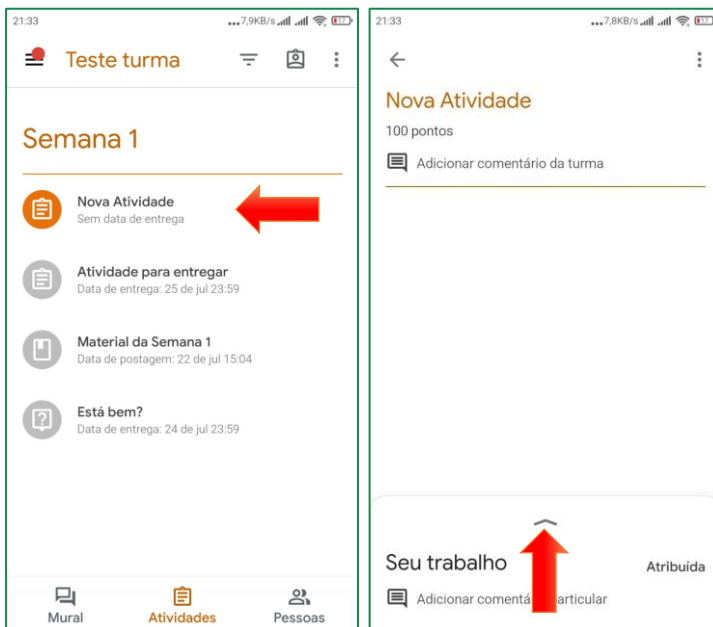 21:33
...7,9KB/s
17
Teste turma
Semana 1
Nova Atividade
Sem data de entrega
Atividade para entregar
Data de entrega: 25 de jul 23:59
Material da Semana 1
Data de postagem: 22 de jul 15:04
Está bem?
Data de entrega: 24 de jul 23:59
Mural
Atividades
Pessoas
21:33
...7,8KB/s
17
Nova Atividade
100 pontos
Adicionar comentário da turma
Seu trabalho
Atribuída
Adicionar comentá articular